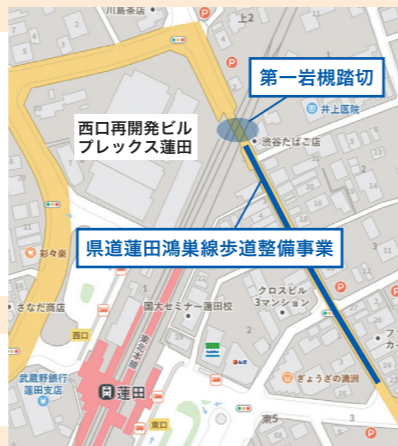 川島条店
上2
第一岩槻踏切
井上医院
西口再開発ビル
プレックス蓮田
渋谷たばこ店
県道蓮田鴻巣線歩道整備事業
彩々楽
クロスビル
3マンション
国大セミナー蓮田校
さなだ商店
西口
東北本線
武蔵野銀行
蓮田支店
蓮田
ぎょうざの満洲
東口
東5